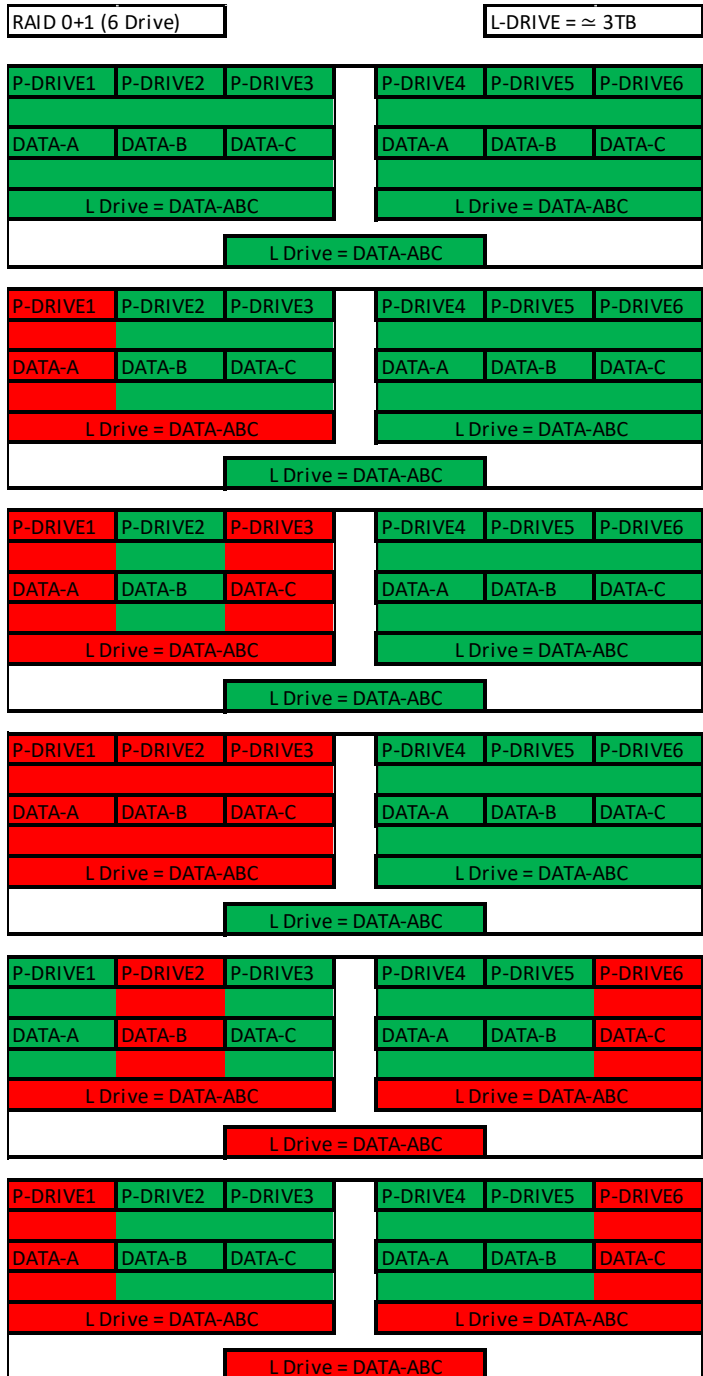 RAID 0+1 (6 Drive) L-DRIVE = ≃ 3TB
P-DRIVE1 P-DRIVE2 P-DRIVE3 P-DRIVE4 P-DRIVE5 P-DRIVE6
DATA-A DATA-B DATA-C DATA-A DATA-B DATA-C
L Drive = DATA-ABC L Drive = DATA-ABC
L Drive = DATA-ABC
P-DRIVE1 P-DRIVE2 P-DRIVE3 P-DRIVE4 P-DRIVE5 P-DRIVE6
DATA-A DATA-B DATA-C DATA-A DATA-B DATA-C
L Drive = DATA-ABC L Drive = DATA-ABC
L Drive = DATA-ABC
P-DRIVE1 P-DRIVE2 P-DRIVE3 P-DRIVE4 P-DRIVE5 P-DRIVE6
DATA-A DATA-B DATA-C DATA-A DATA-B DATA-C
L Drive = DATA-ABC L Drive = DATA-ABC
L Drive = DATA-ABC
P-DRIVE1 P-DRIVE2 P-DRIVE3 P-DRIVE4 P-DRIVE5 P-DRIVE6
DATA-A DATA-B DATA-C DATA-A DATA-B DATA-C
L Drive = DATA-ABC L Drive = DATA-ABC
L Drive = DATA-ABC
P-DRIVE1 P-DRIVE2 P-DRIVE3 P-DRIVE4 P-DRIVE5 P-DRIVE6
DATA-A DATA-B DATA-C DATA-A DATA-B DATA-C
L Drive = DATA-ABC L Drive = DATA-ABC
L Drive = DATA-ABC
P-DRIVE1 P-DRIVE2 P-DRIVE3 P-DRIVE4 P-DRIVE5 P-DRIVE6
DATA-A DATA-B DATA-C DATA-A DATA-B DATA-C
L Drive = DATA-ABC L Drive = DATA-ABC
L Drive = DATA-ABC